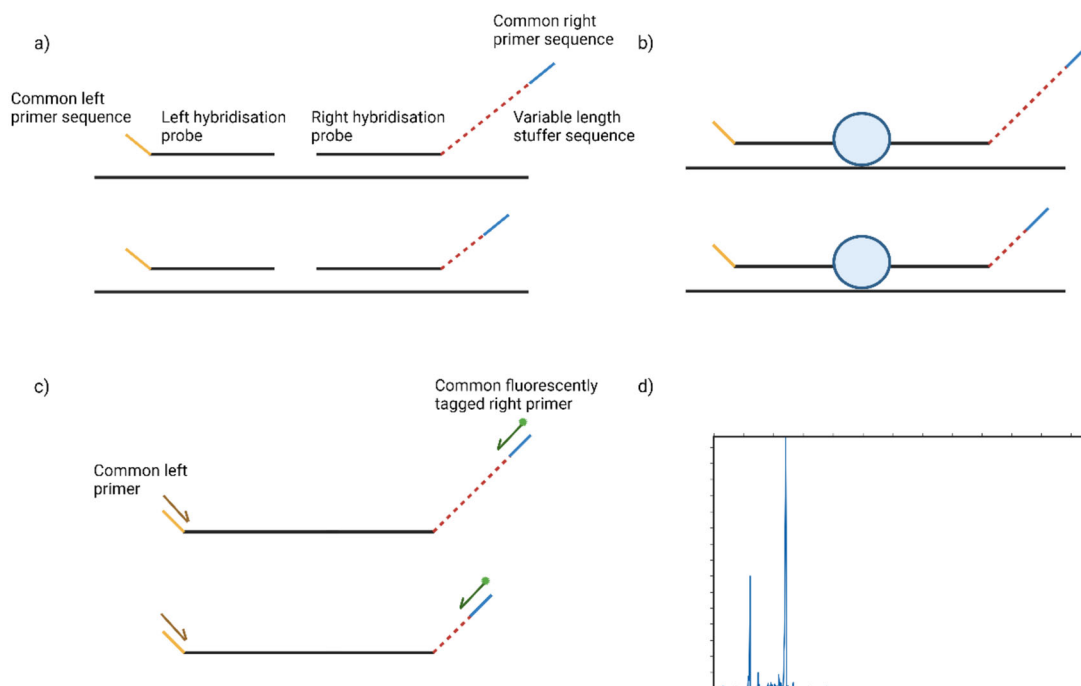 a)
Common left
primer sequence
Left hybridisation
probe
Right hybridisation
probe
Common right
primer sequence
Variable length
stuffer sequence
b)
c)
Common left
primer
Common fluorescently
tagged right primer
d)